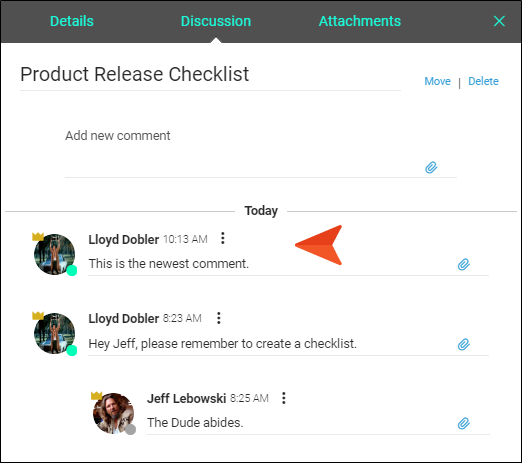 Details Discussion Attachments
Product Release Checklist
Move | Delete
Add new comment
Today
Lloyd Dobler 10:13 AM
This is the newest comment.
Lloyd Dobler 8:23 AM
Hey Jeff, please remember to create a checklist.
Jeff Lebowski 8:25 AM
The Dude abides.